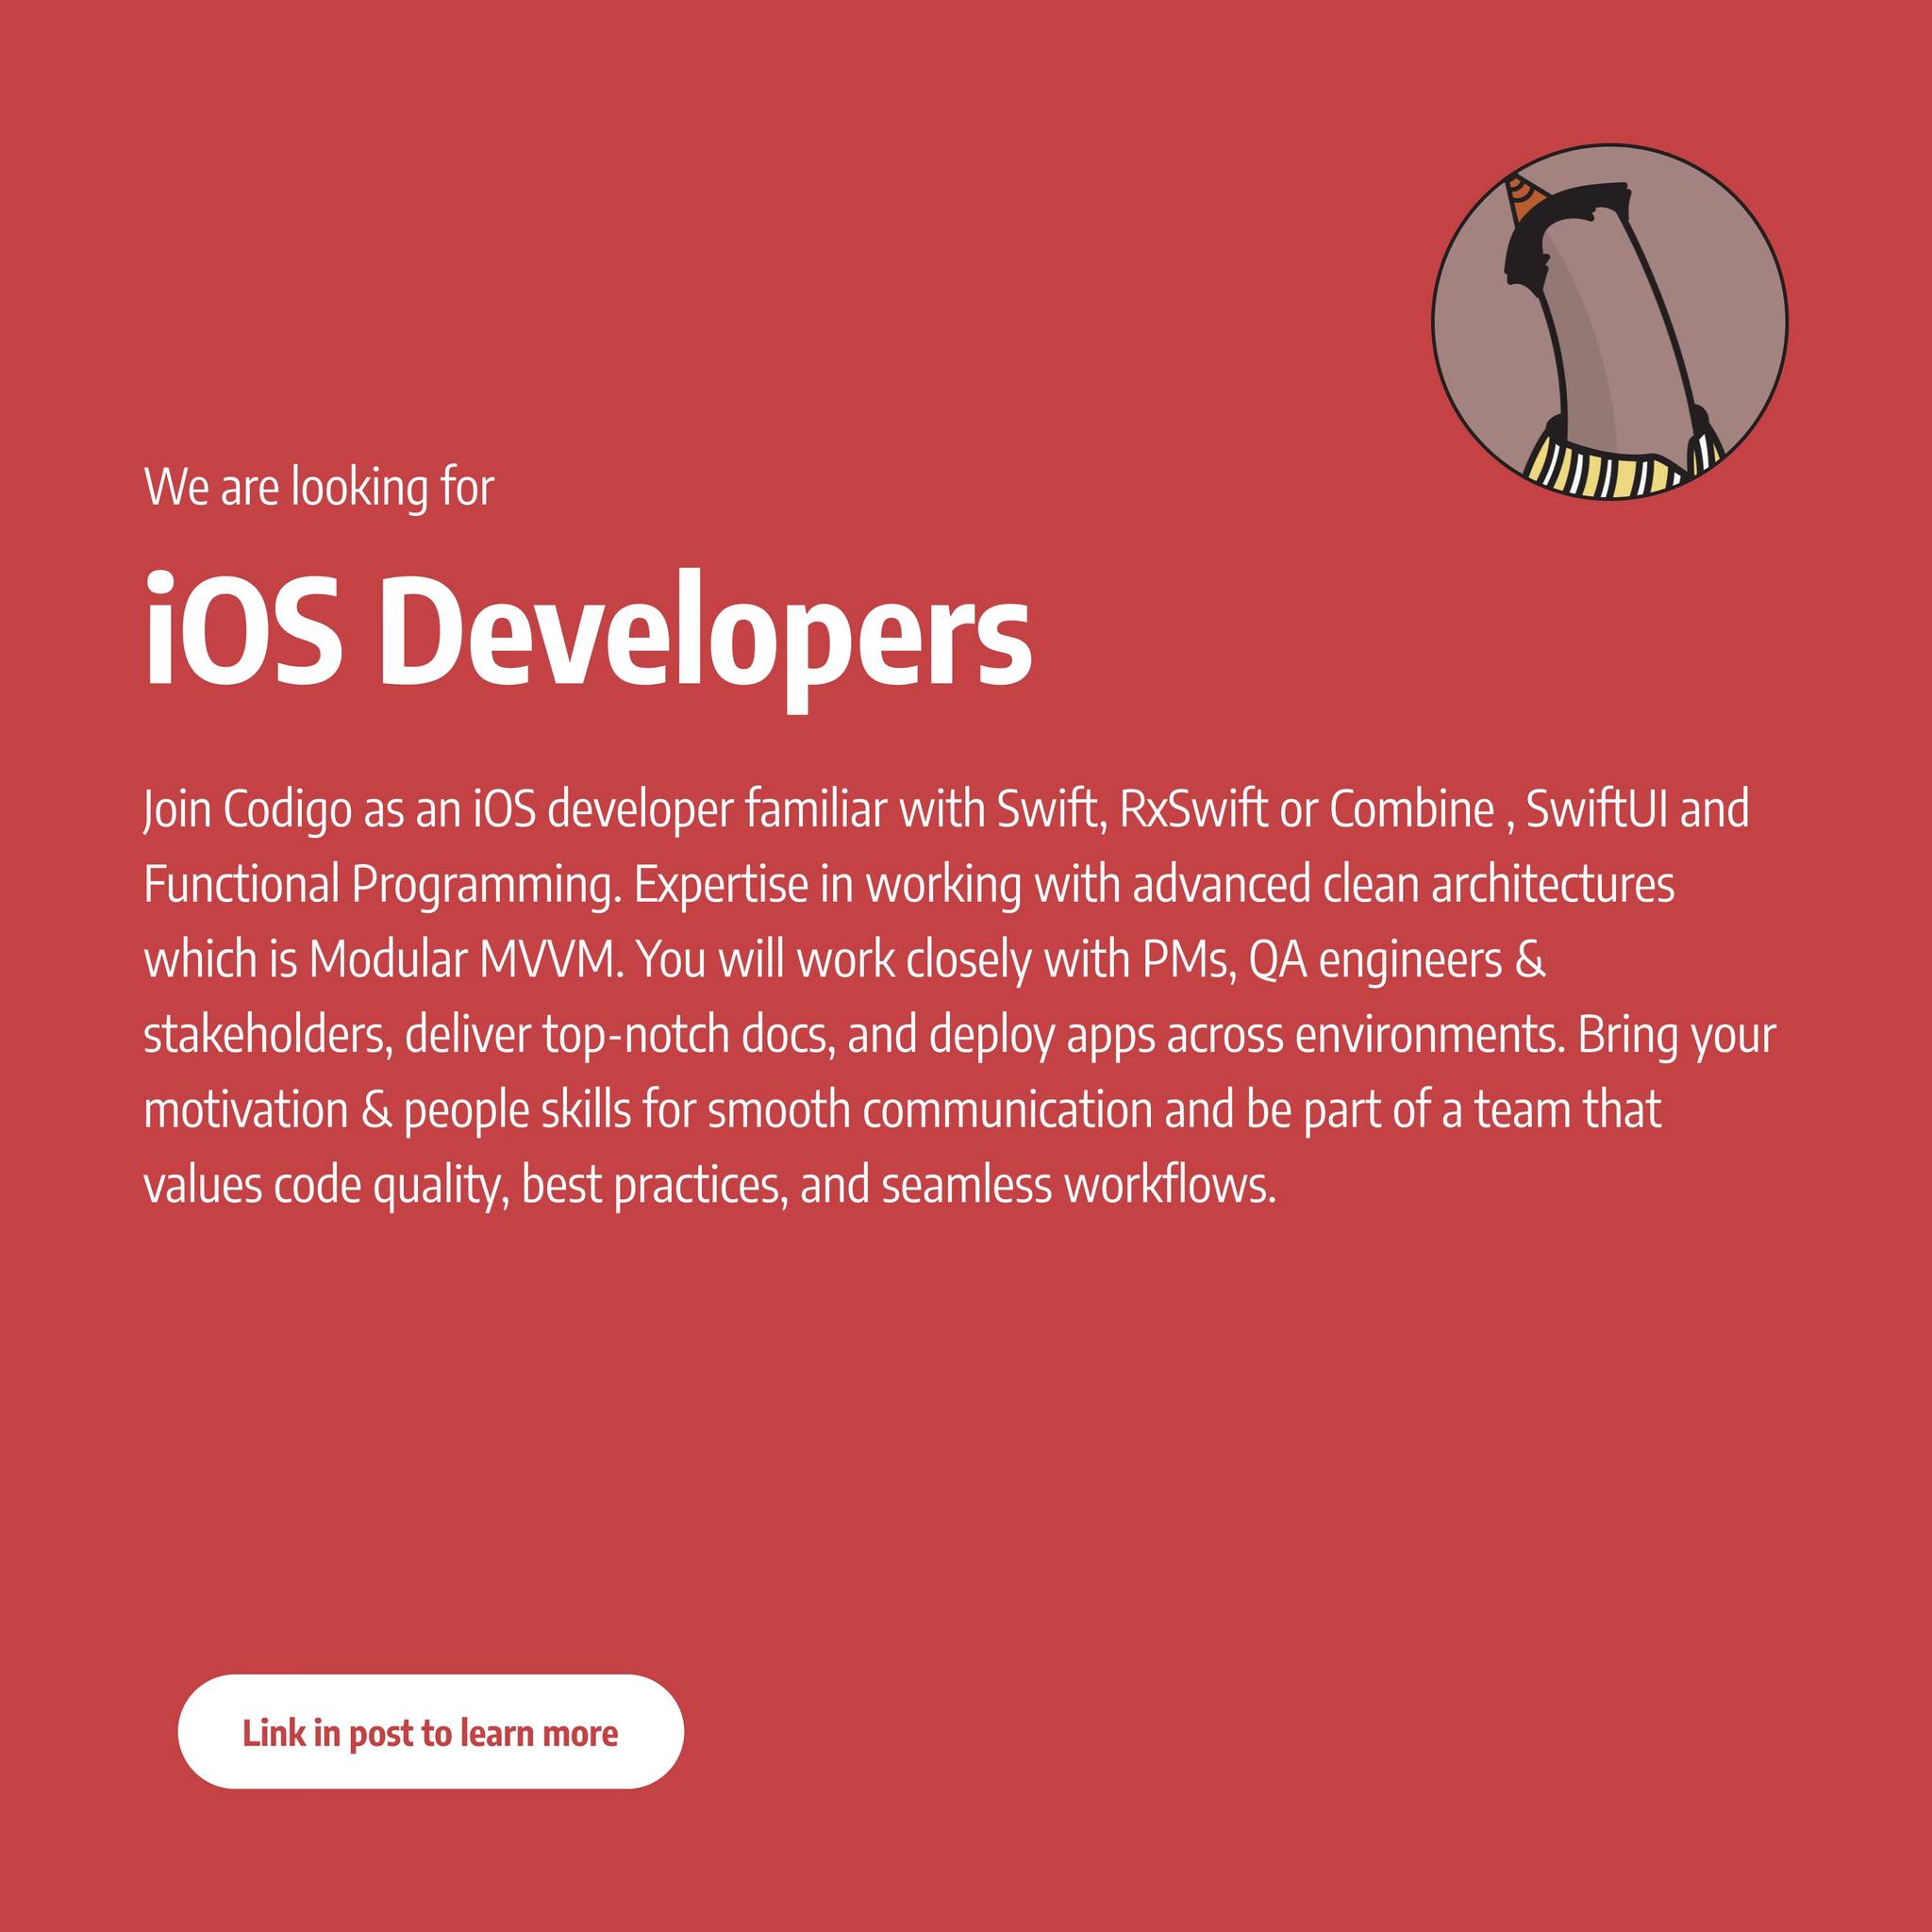 We are looking for
iOS Developers
Join Codigo as an iOS developer familiar with Swift, RxSwift or Combine , SwiftUI and
Functional Programming. Expertise in working with advanced clean architectures
which is Modular MVVM. You will work closely with PMs, QA engineers &
stakeholders, deliver top-notch docs, and deploy apps across environments. Bring your
motivation & people skills for smooth communication and be part of a team that
values code quality, best practices, and seamless workflows.
Link in post to learn more